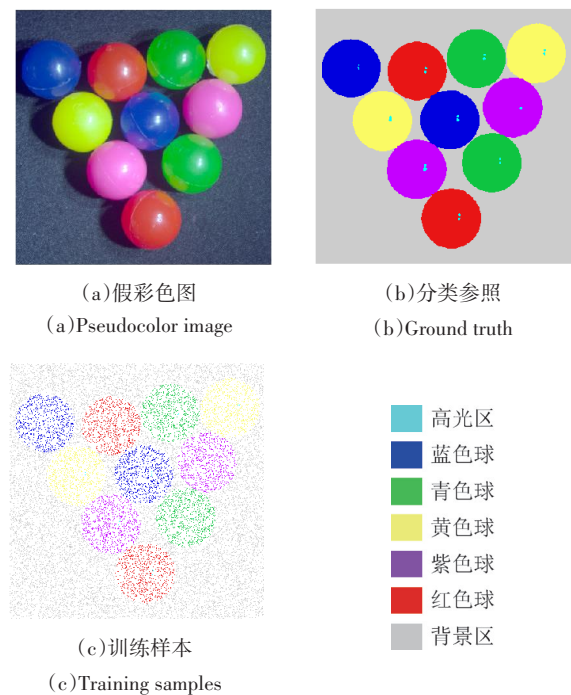 (a)假彩色图
(a)Pseudocolor image
(b)分类参照
(b)Ground truth
(c)训练样本
(c)Training samples
高光区
蓝色球
青色球
黄色球
紫色球
红色球
背景区